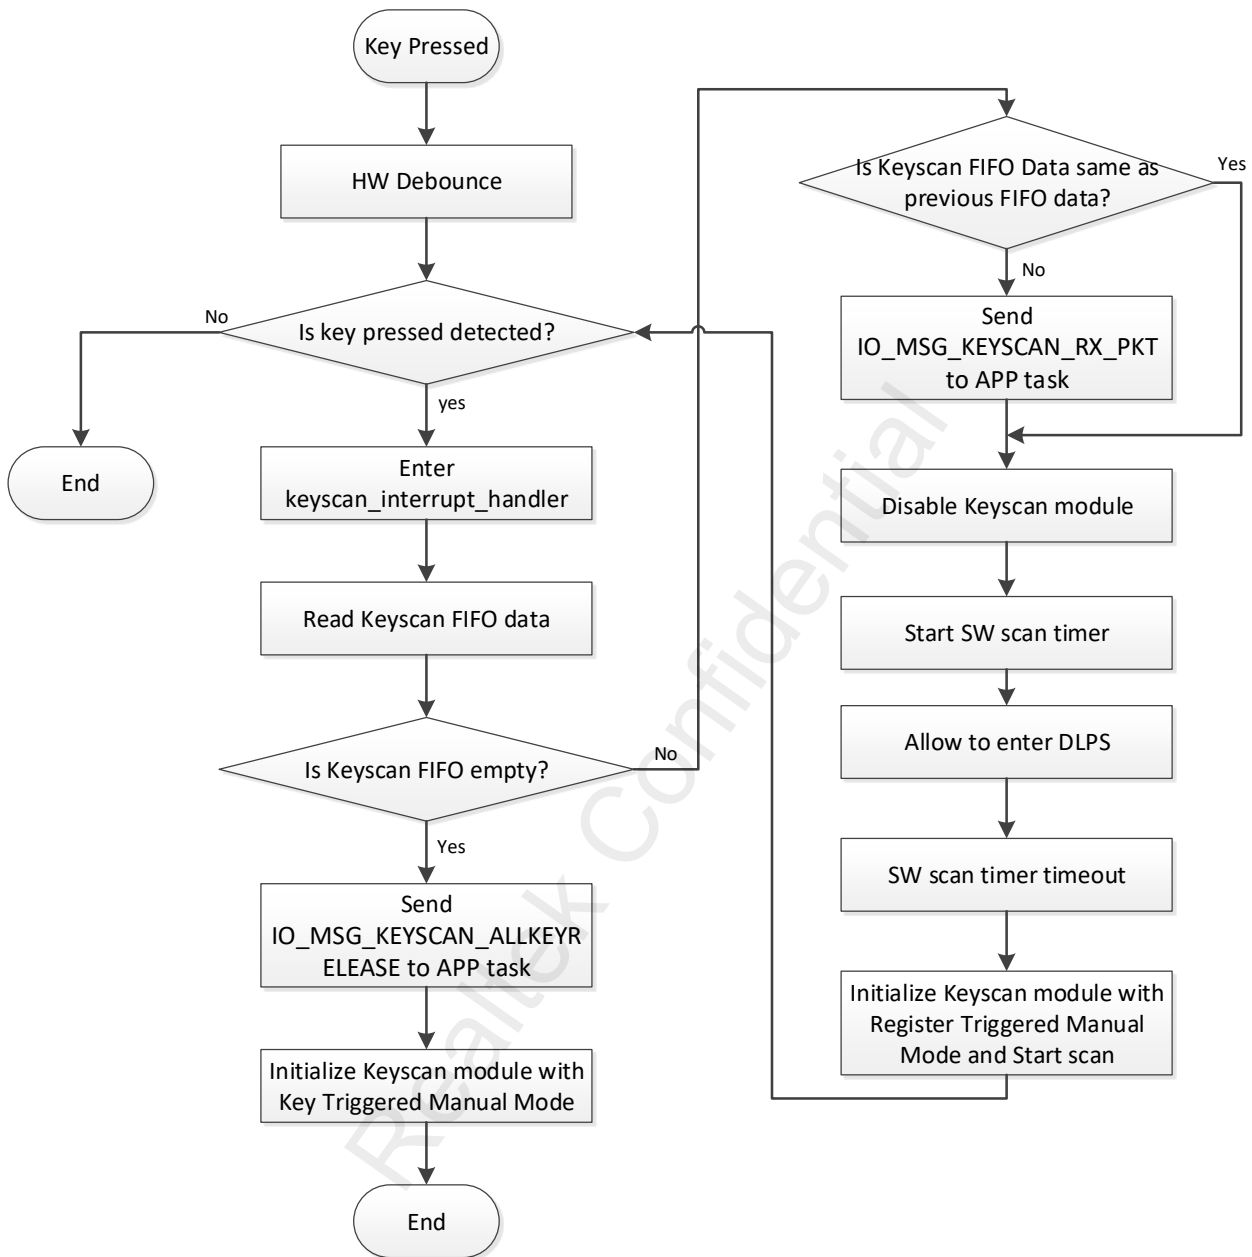 Key Pressed
HW Debounce
Is key pressed detected?
No
yes
End
Enter
keyscan_interrupt_handler
Read Keyscan FIFO data
Is Keyscan FIFO empty?
No
Yes
Send
IO_MSG_KEYSCAN_ALLKEYR
ELEASE to APP task
Initialize Keyscan module with
Key Triggered Manual Mode
End
Is Keyscan FIFO Data same as
previous FIFO data?
Yes
No
Send
IO_MSG_KEYSCAN_RX_PKT
to APP task
Disable Keyscan module
Start SW scan timer
Allow to enter DLPS
SW scan timer timeout
Initialize Keyscan module with
Register Triggered Manual
Mode and Start scan
Realtek Confidential